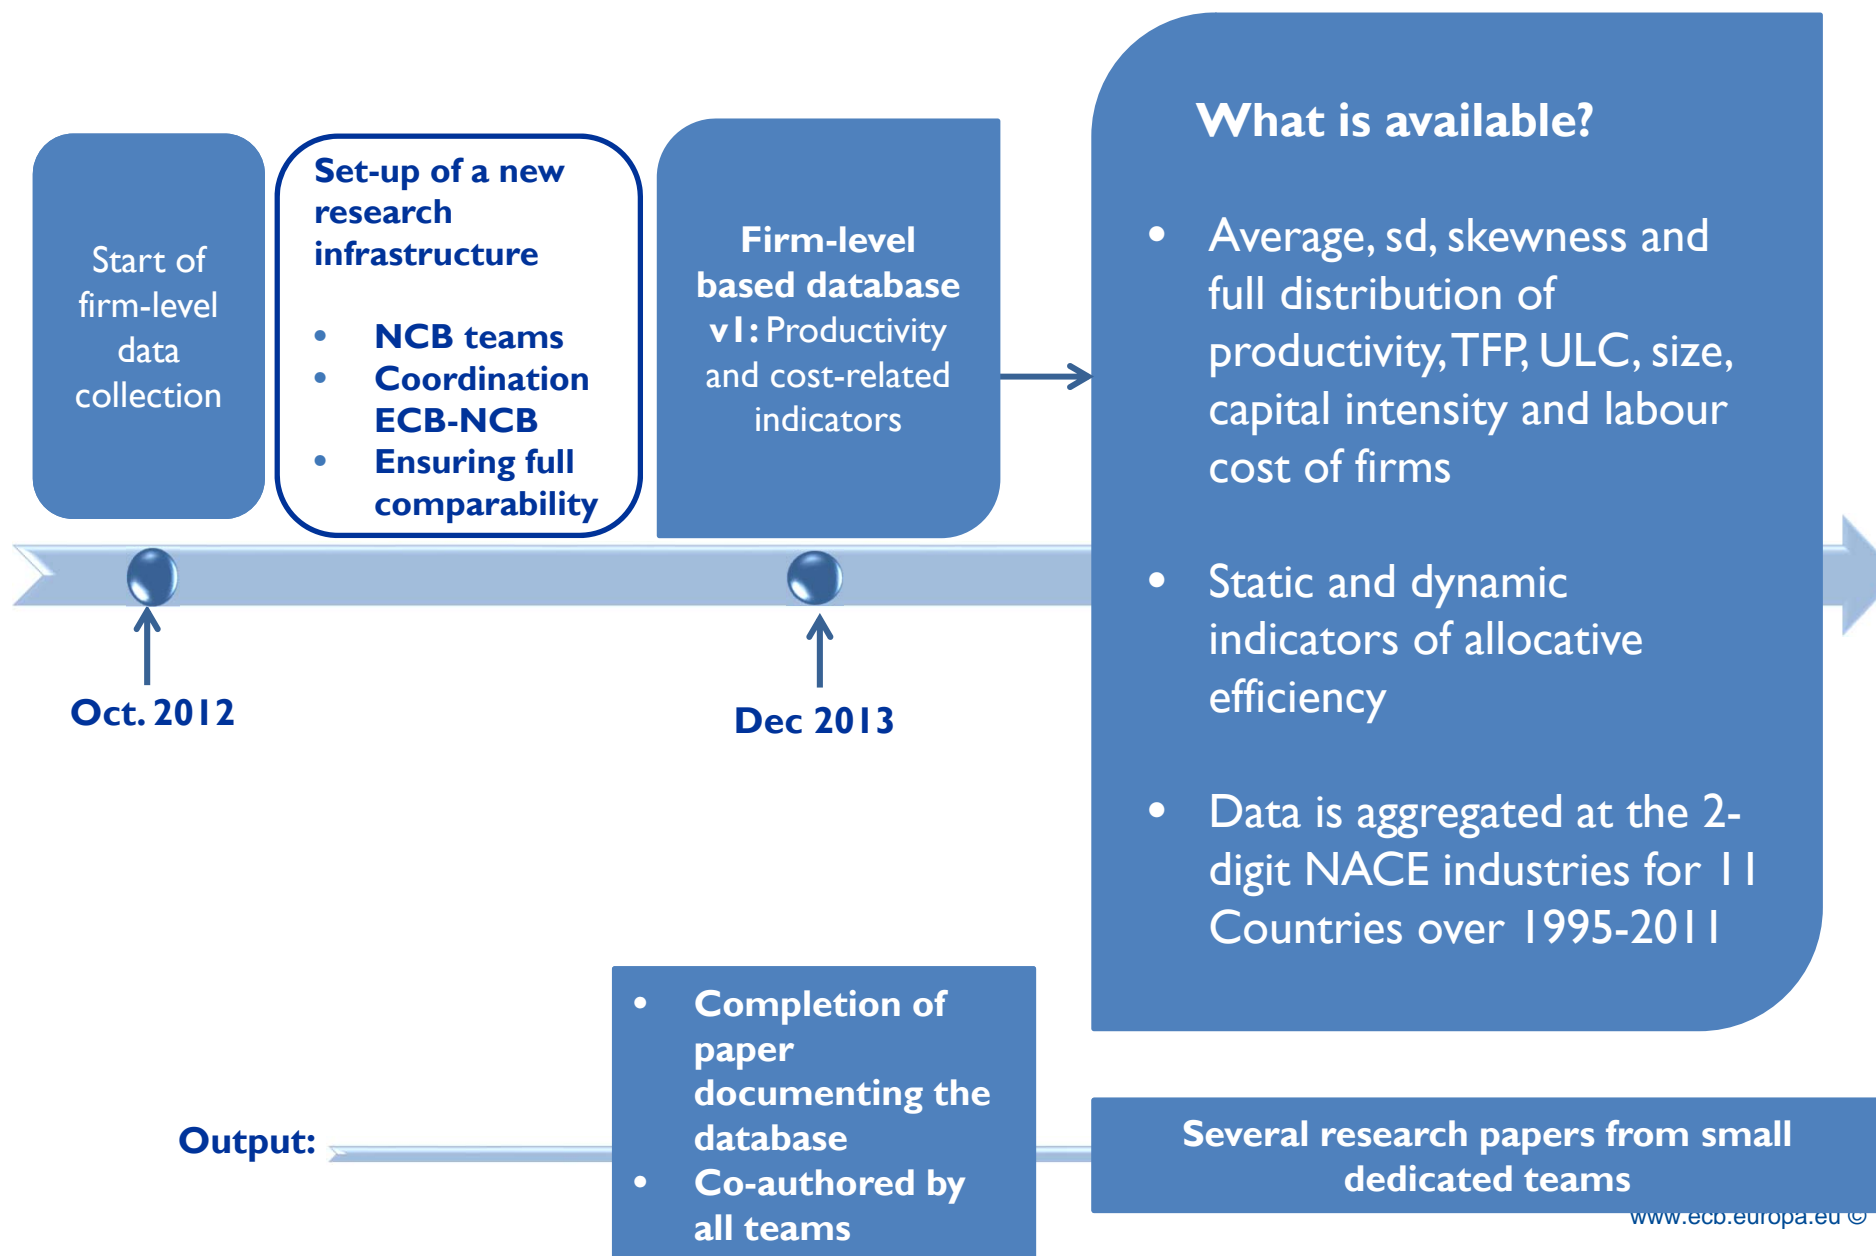 Start of
firm-level
data
collection
Set-up of a new
research
infrastructure
• NCB teams
• Coordination
ECB-NCB
• Ensuring full
comparability
Firm-level
based database
v1: Productivity
and cost-related
indicators
What is available?
• Average, sd, skewness and
full distribution of
productivity, TFP, ULC, size,
capital intensity and labour
cost of firms
• Static and dynamic
indicators of allocative
efficiency
• Data is aggregated at the 2-
digit NACE industries for 11
Countries over 1995-2011
Oct. 2012
Dec 2013
Output:
• Completion of
paper
documenting the
database
• Co-authored by
all teams
Several research papers from small
dedicated teams
www.ecb.europa.eu ©